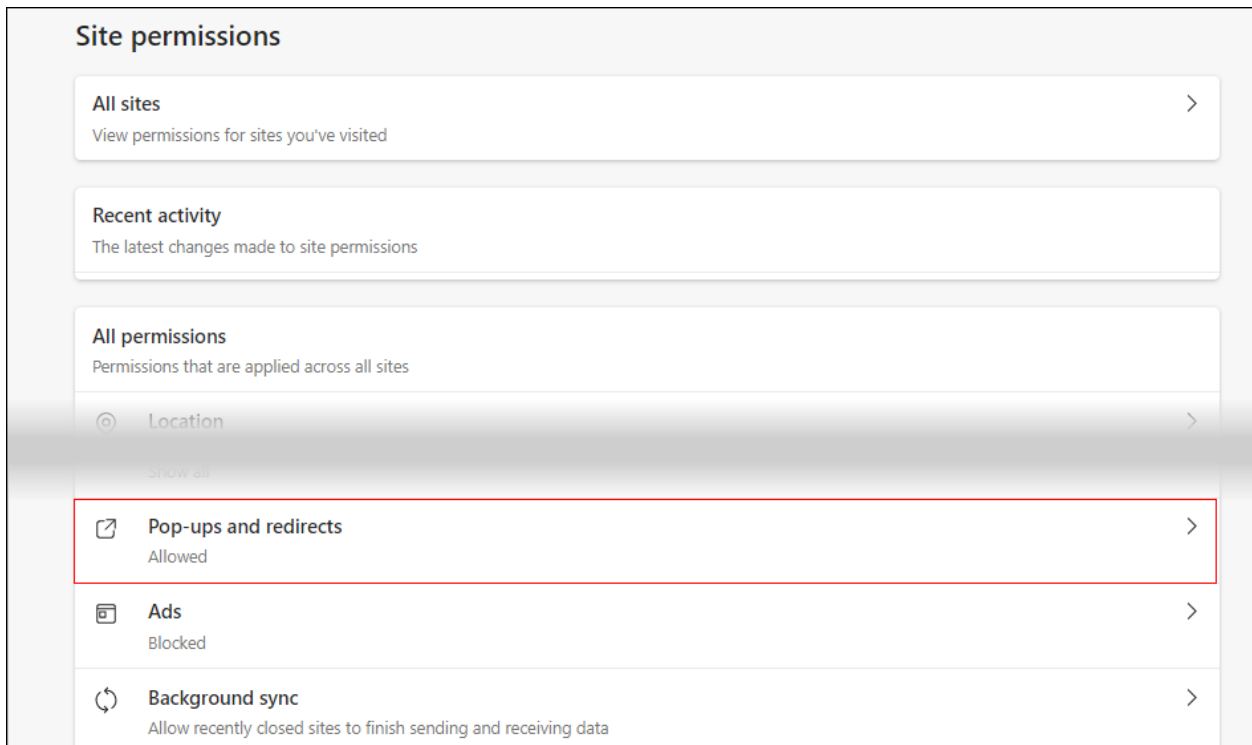 Site permissions
All sites
View permissions for sites you've visited
Recent activity
The latest changes made to site permissions
All permissions
Permissions that are applied across all sites
Location
Show all
Pop-ups and redirects
Allowed
Ads
Blocked
Background sync
Allow recently closed sites to finish sending and receiving data